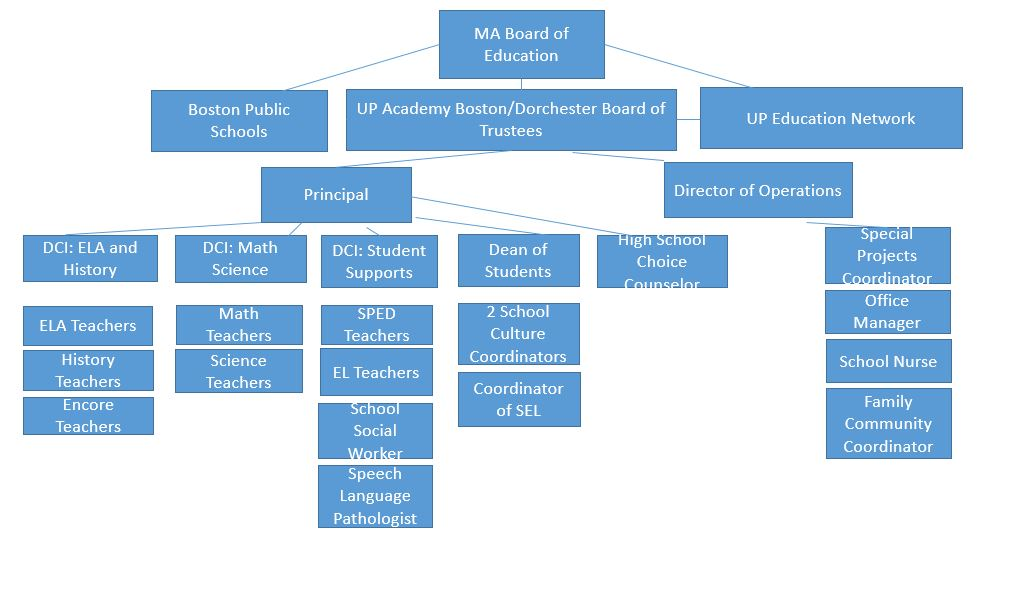 MA Board of
Education
Boston Public
Schools
UP Academy Boston/Dorchester Board of
Trustees
UP Education Network
Principal
Director of Operations
DCI: ELA and
History
DCI: Math
Science
DCI: Student
Supports
Dean of
Students
High School
Choice
Counselor
Special
Projects
Coordinator
ELA Teachers
History
Teachers
Encore
Teachers
Math
Teachers
Science
Teachers
SPED
Teachers
EL Teachers
School
Social
Worker
Speech
Language
Pathologist
2 School
Culture
Coordinators
Coordinator
of SEL
Office
Manager
School Nurse
Family
Community
Coordinator